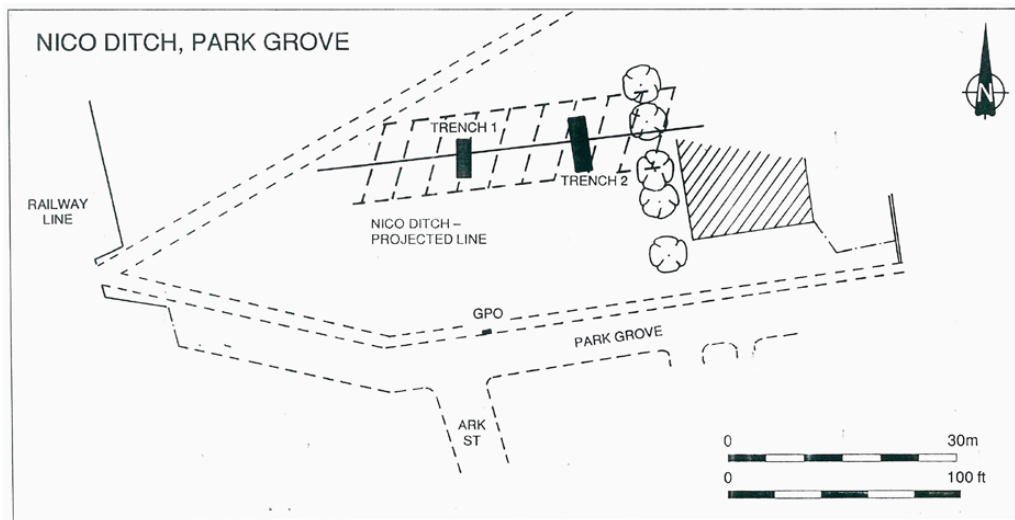 NICO DITCH, PARK GROVE
N
TRENCH 1
TRENCH 2
RAILWAY
LINE
NICO DITCH –
PROJECTED LINE
GPO
PARK GROVE
ARK
ST
0 30m
0 100 ft